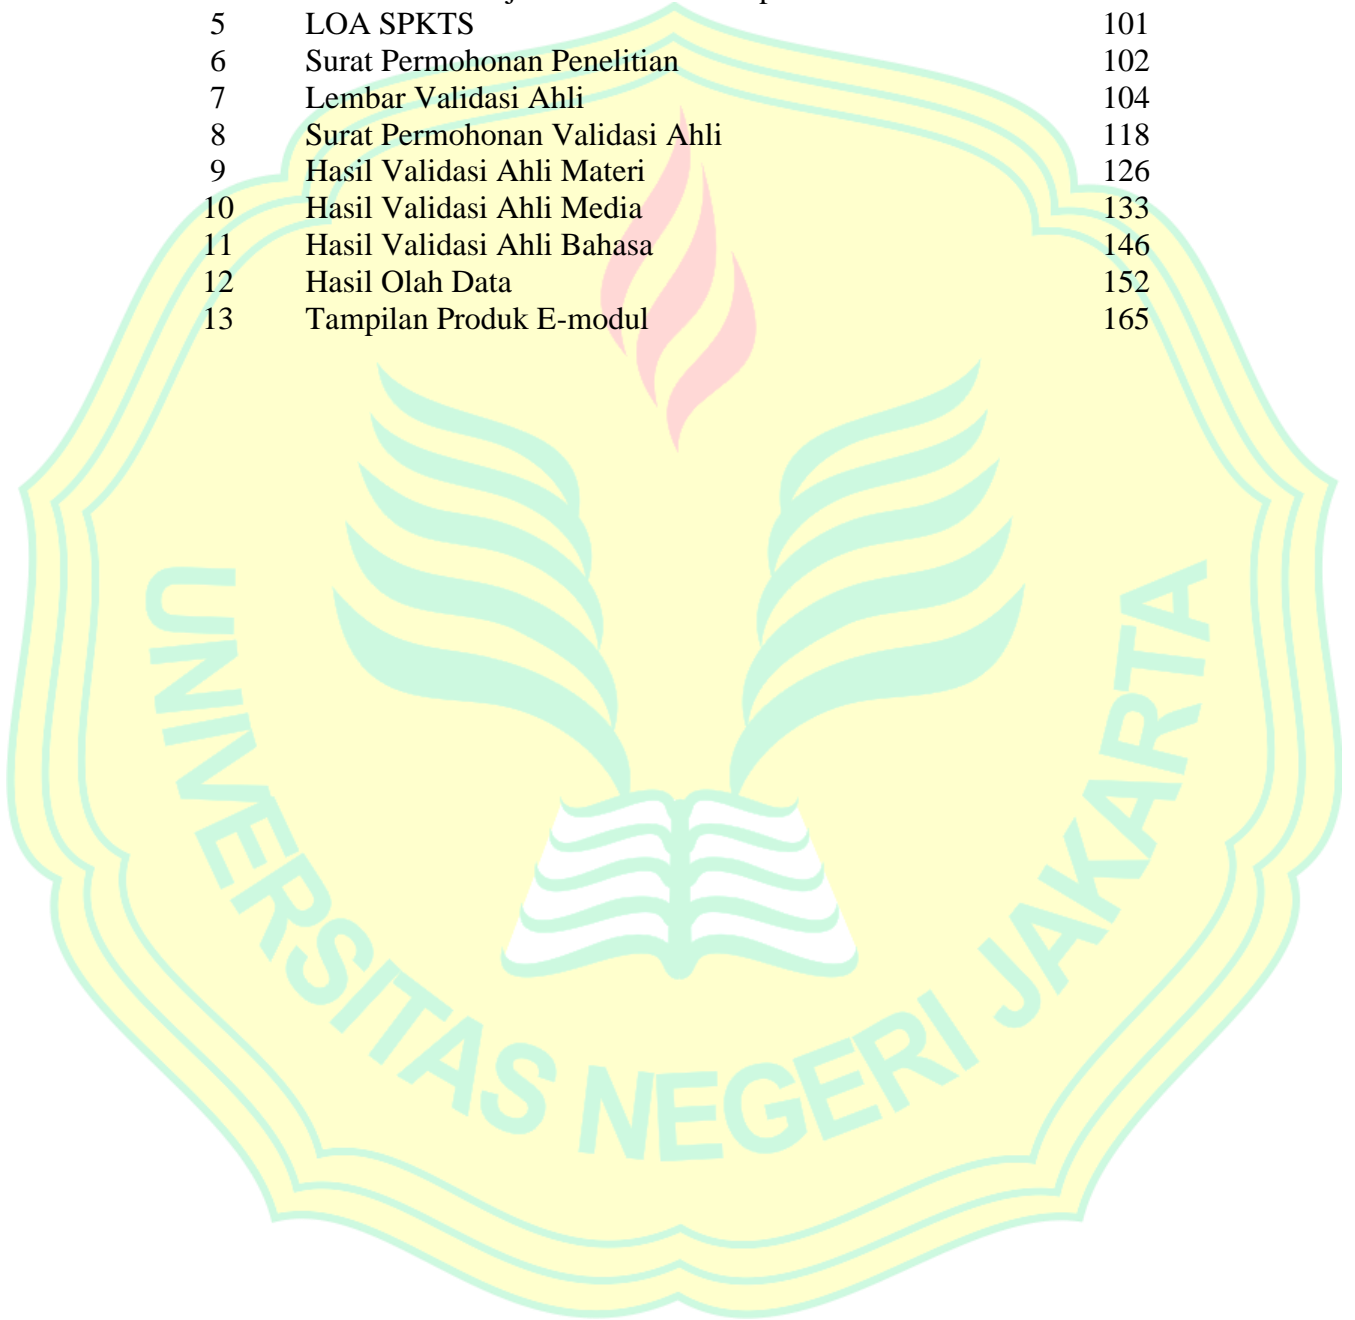 5 LOA SPKTS 101
6 Surat Permohonan Penelitian 102
7 Lembar Validasi Ahli 104
8 Surat Permohonan Validasi Ahli 118
9 Hasil Validasi Ahli Materi 126
10 Hasil Validasi Ahli Media 133
11 Hasil Validasi Ahli Bahasa 146
12 Hasil Olah Data 152
13 Tampilan Produk E-modul 165
UNIVERSITAS NEGERI JAKARTA